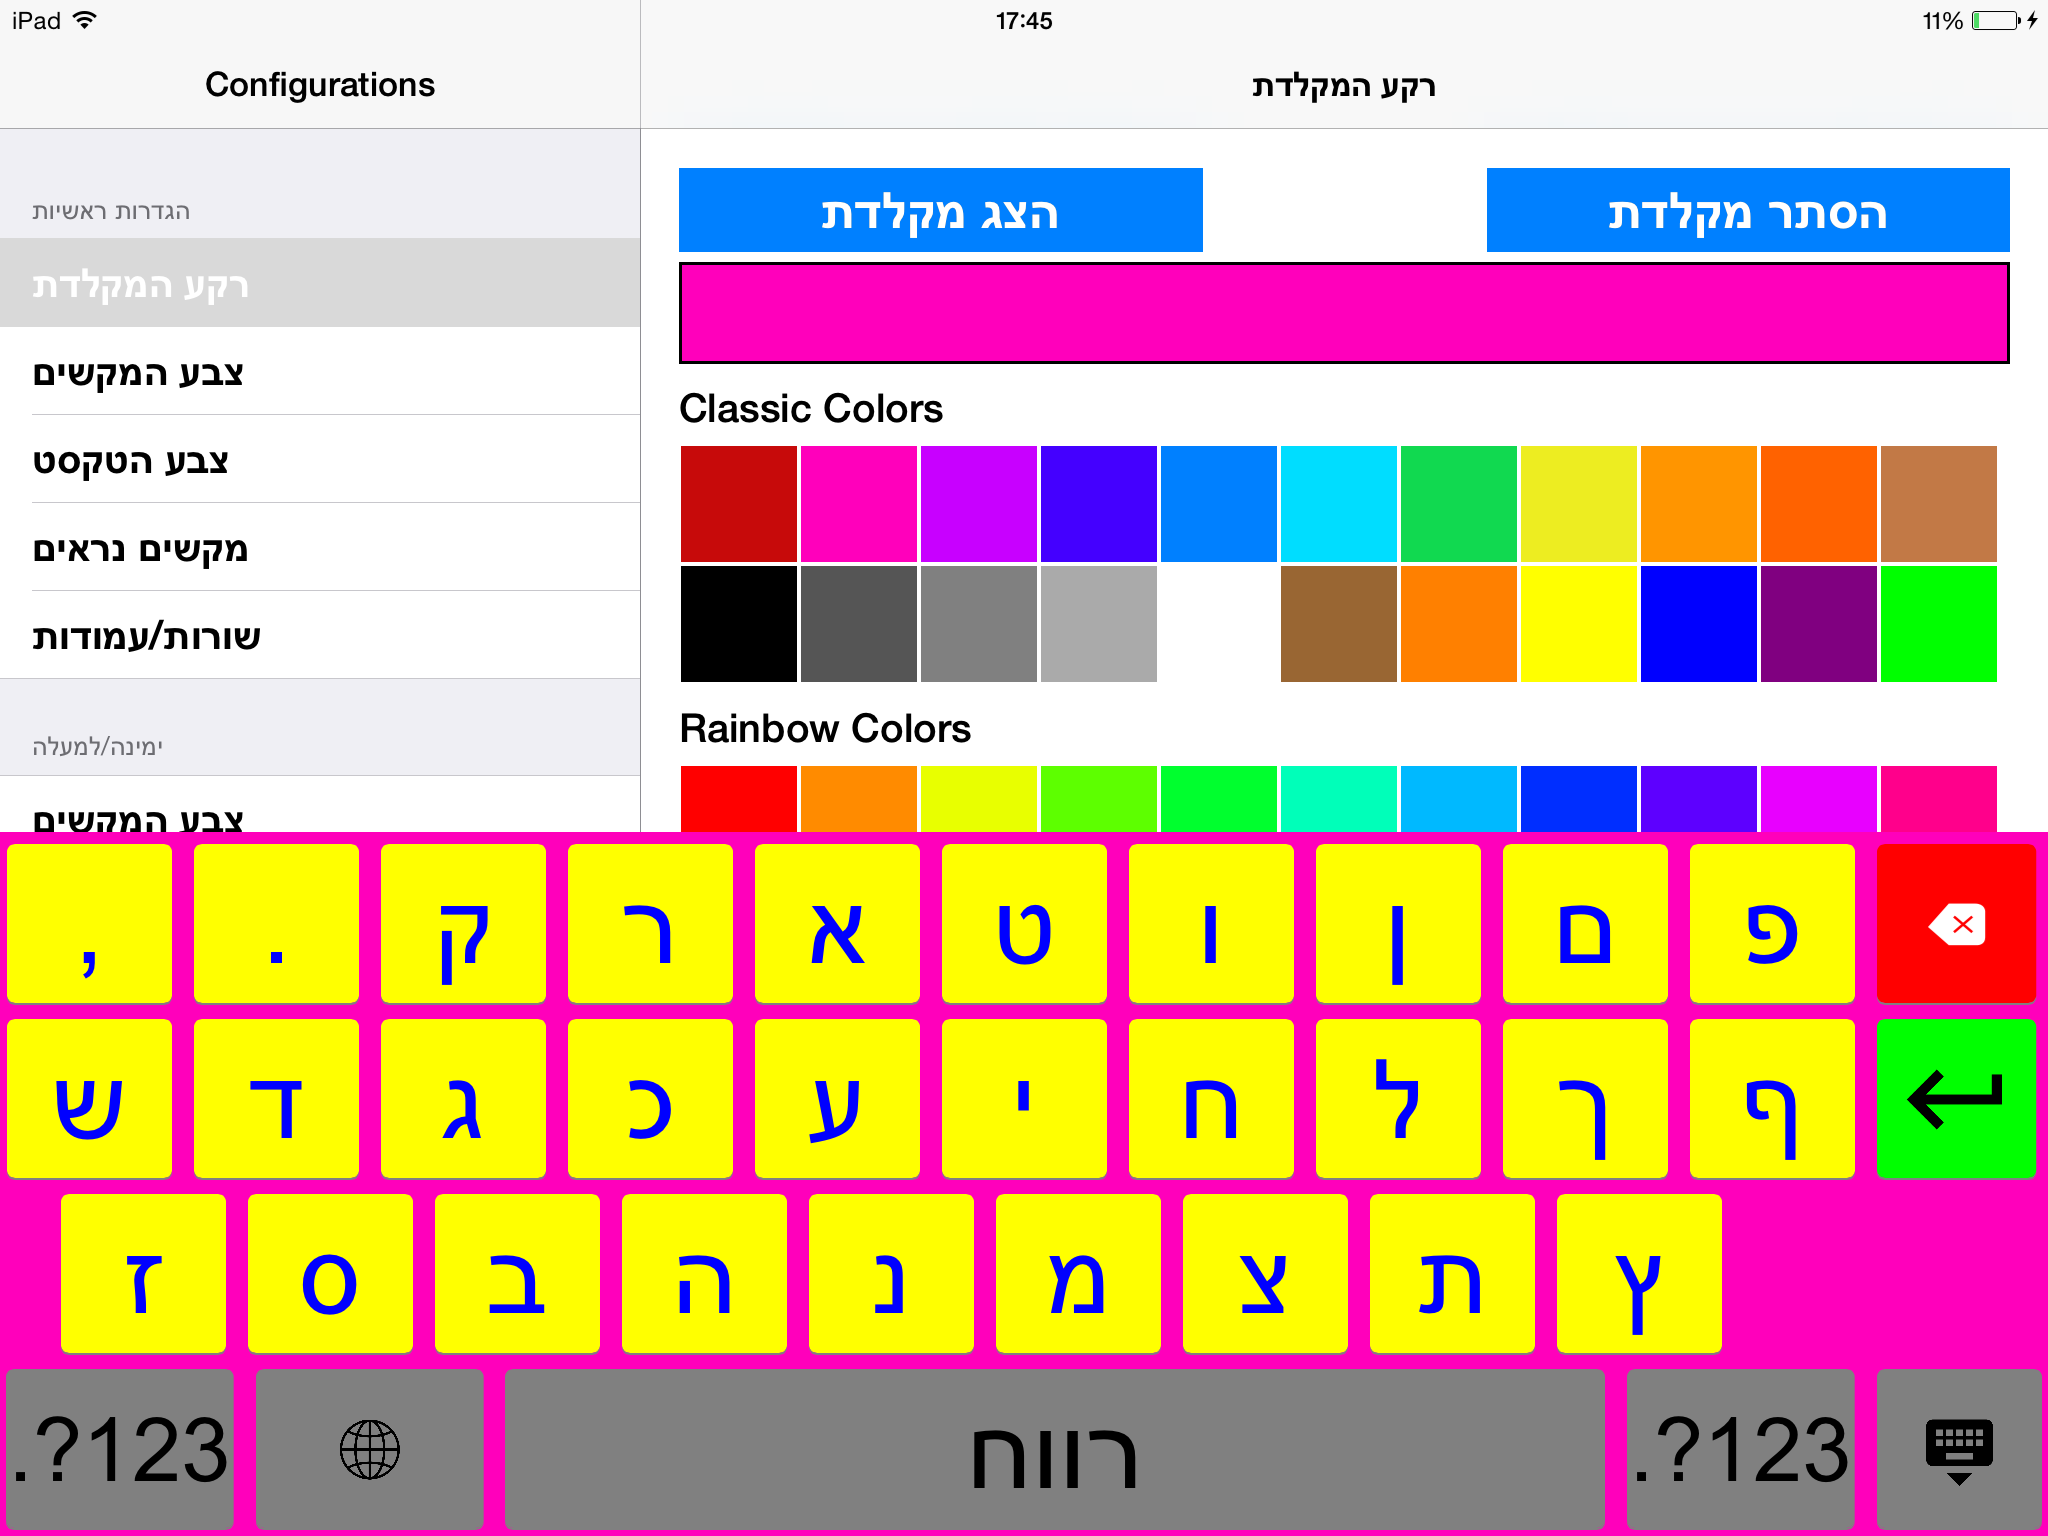 iPad 17:45 11%
Configurations
הגדרות ראשיות
רקע המקלדת
צבע המקשים
צבע הטקסט
מקשים נראים
שורות/עמודות
ימינה/למעלה
צבע המקשים
רקע המקלדת
הצג מקלדת
הסתר מקלדת
Classic Colors
Rainbow Colors
, . ק ר א ט ו ן ם פ
ש ד ג כ ע י ח ל ך ף
ז ס ב ה נ מ צ ת ץ
.?123 רווח .?123